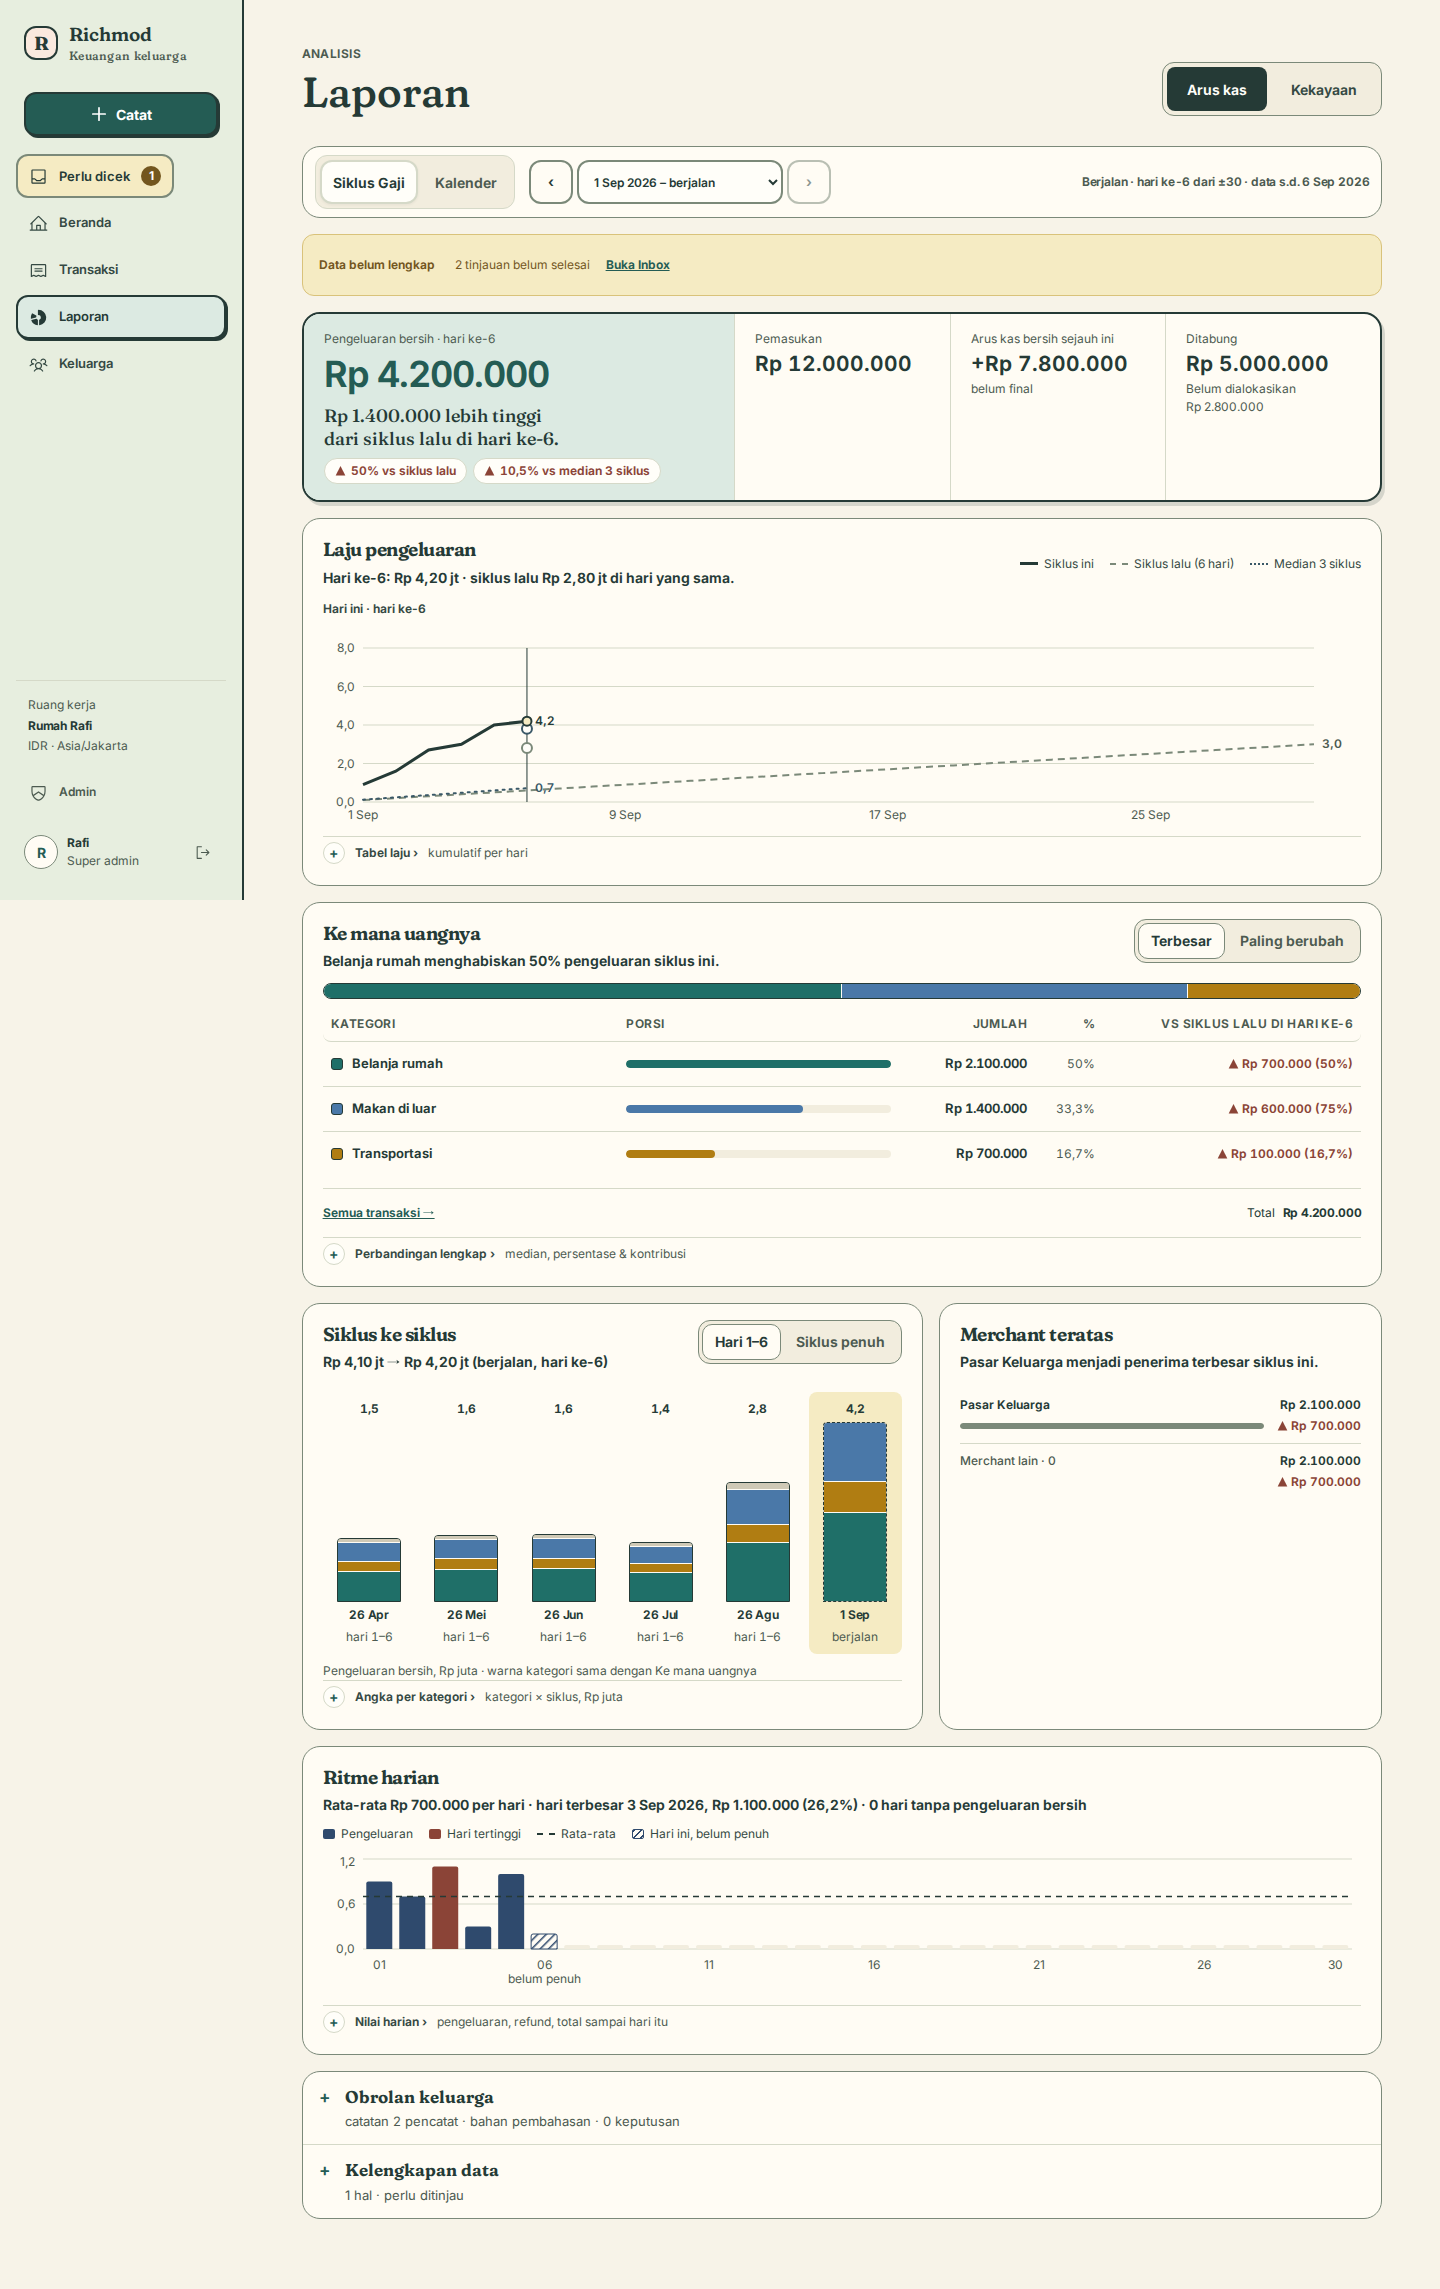 R
Richmod
Keuangan keluarga
Catat
Perlu dicek 1
Beranda
Transaksi
Laporan
Keluarga
Ruang kerja
Rumah Rafi
IDR · Asia/Jakarta
Admin
R
Rafi
Super admin
ANALISIS
Laporan
Arus kas Kekayaan
Siklus Gaji Kalender ‹ 1 Sep 2026 – berjalan › Berjalan · hari ke-6 dari ±30 · data s.d. 6 Sep 2026
Data belum lengkap 2 tinjauan belum selesai Buka Inbox
Pengeluaran bersih · hari ke-6
Rp 4.200.000
Rp 1.400.000 lebih tinggi
dari siklus lalu di hari ke-6.
▲ 50% vs siklus lalu ▲ 10,5% vs median 3 siklus
Pemasukan
Rp 12.000.000
Arus kas bersih sejauh ini
+Rp 7.800.000
belum final
Ditabung
Rp 5.000.000
Belum dialokasikan
Rp 2.800.000
Laju pengeluaran
Hari ke-6: Rp 4,20 jt · siklus lalu Rp 2,80 jt di hari yang sama.
Siklus ini Siklus lalu (6 hari) Median 3 siklus
Hari ini · hari ke-6
8,0
6,0
4,0
2,0
0,0
4,2
0,7
3,0
1 Sep 9 Sep 17 Sep 25 Sep
+ Tabel laju › kumulatif per hari
Ke mana uangnya
Belanja rumah menghabiskan 50% pengeluaran siklus ini.
Terbesar Paling berubah
KATEGORI PORSI JUMLAH % VS SIKLUS LALU DI HARI KE-6
Belanja rumah Rp 2.100.000 50% ▲ Rp 700.000 (50%)
Makan di luar Rp 1.400.000 33,3% ▲ Rp 600.000 (75%)
Transportasi Rp 700.000 16,7% ▲ Rp 100.000 (16,7%)
Semua transaksi → Total Rp 4.200.000
+ Perbandingan lengkap › median, persentase & kontribusi
Siklus ke siklus
Rp 4,10 jt → Rp 4,20 jt (berjalan, hari ke-6)
Hari 1–6 Siklus penuh
1,5 1,6 1,6 1,4 2,8 4,2
26 Apr 26 Mei 26 Jun 26 Jul 26 Agu 1 Sep
hari 1–6 hari 1–6 hari 1–6 hari 1–6 hari 1–6 berjalan
Pengeluaran bersih, Rp juta · warna kategori sama dengan Ke mana uangnya
+ Angka per kategori › kategori × siklus, Rp juta
Merchant teratas
Pasar Keluarga menjadi penerima terbesar siklus ini.
Pasar Keluarga Rp 2.100.000
▲ Rp 700.000
Merchant lain · 0 Rp 2.100.000
▲ Rp 700.000
Ritme harian
Rata-rata Rp 700.000 per hari · hari terbesar 3 Sep 2026, Rp 1.100.000 (26,2%) · 0 hari tanpa pengeluaran bersih
Pengeluaran Hari tertinggi Rata-rata Hari ini, belum penuh
1,2
0,6
0,0
01 06 11 16 21 26 30
belum penuh
+ Nilai harian › pengeluaran, refund, total sampai hari itu
+ Obrolan keluarga
catatan 2 pencatat · bahan pembahasan · 0 keputusan
+ Kelengkapan data
1 hal · perlu ditinjau